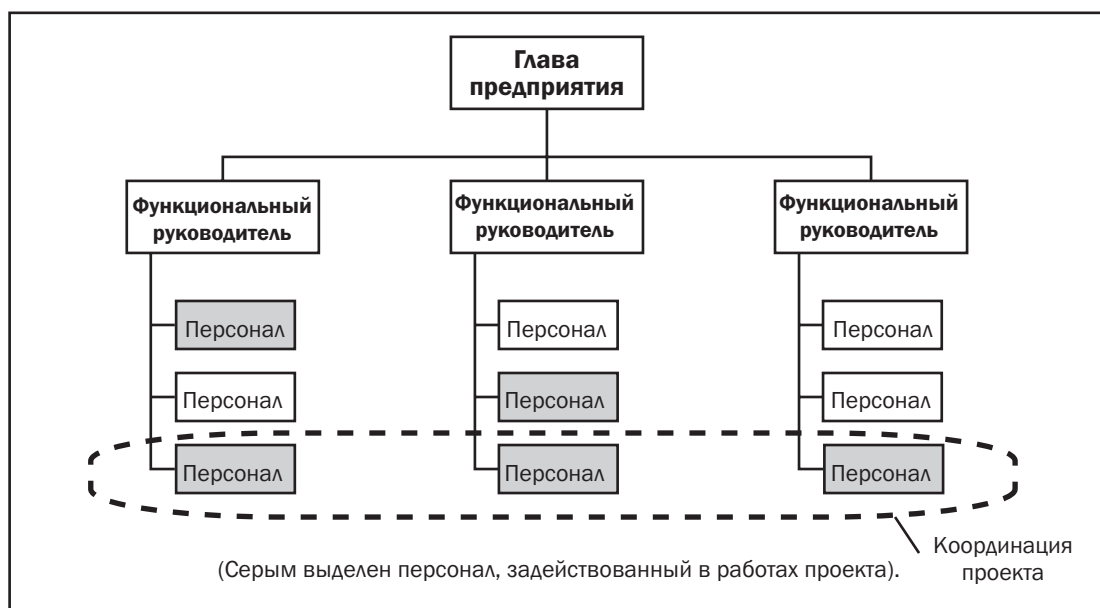 Глава
предприятия
Функциональный
руководитель
Функциональный
руководитель
Функциональный
руководитель
Персонал
Персонал
Персонал
Персонал
Персонал
Персонал
Персонал
Персонал
Персонал
Координация
проекта
(Серым выделен персонал, задействованный в работах проекта).